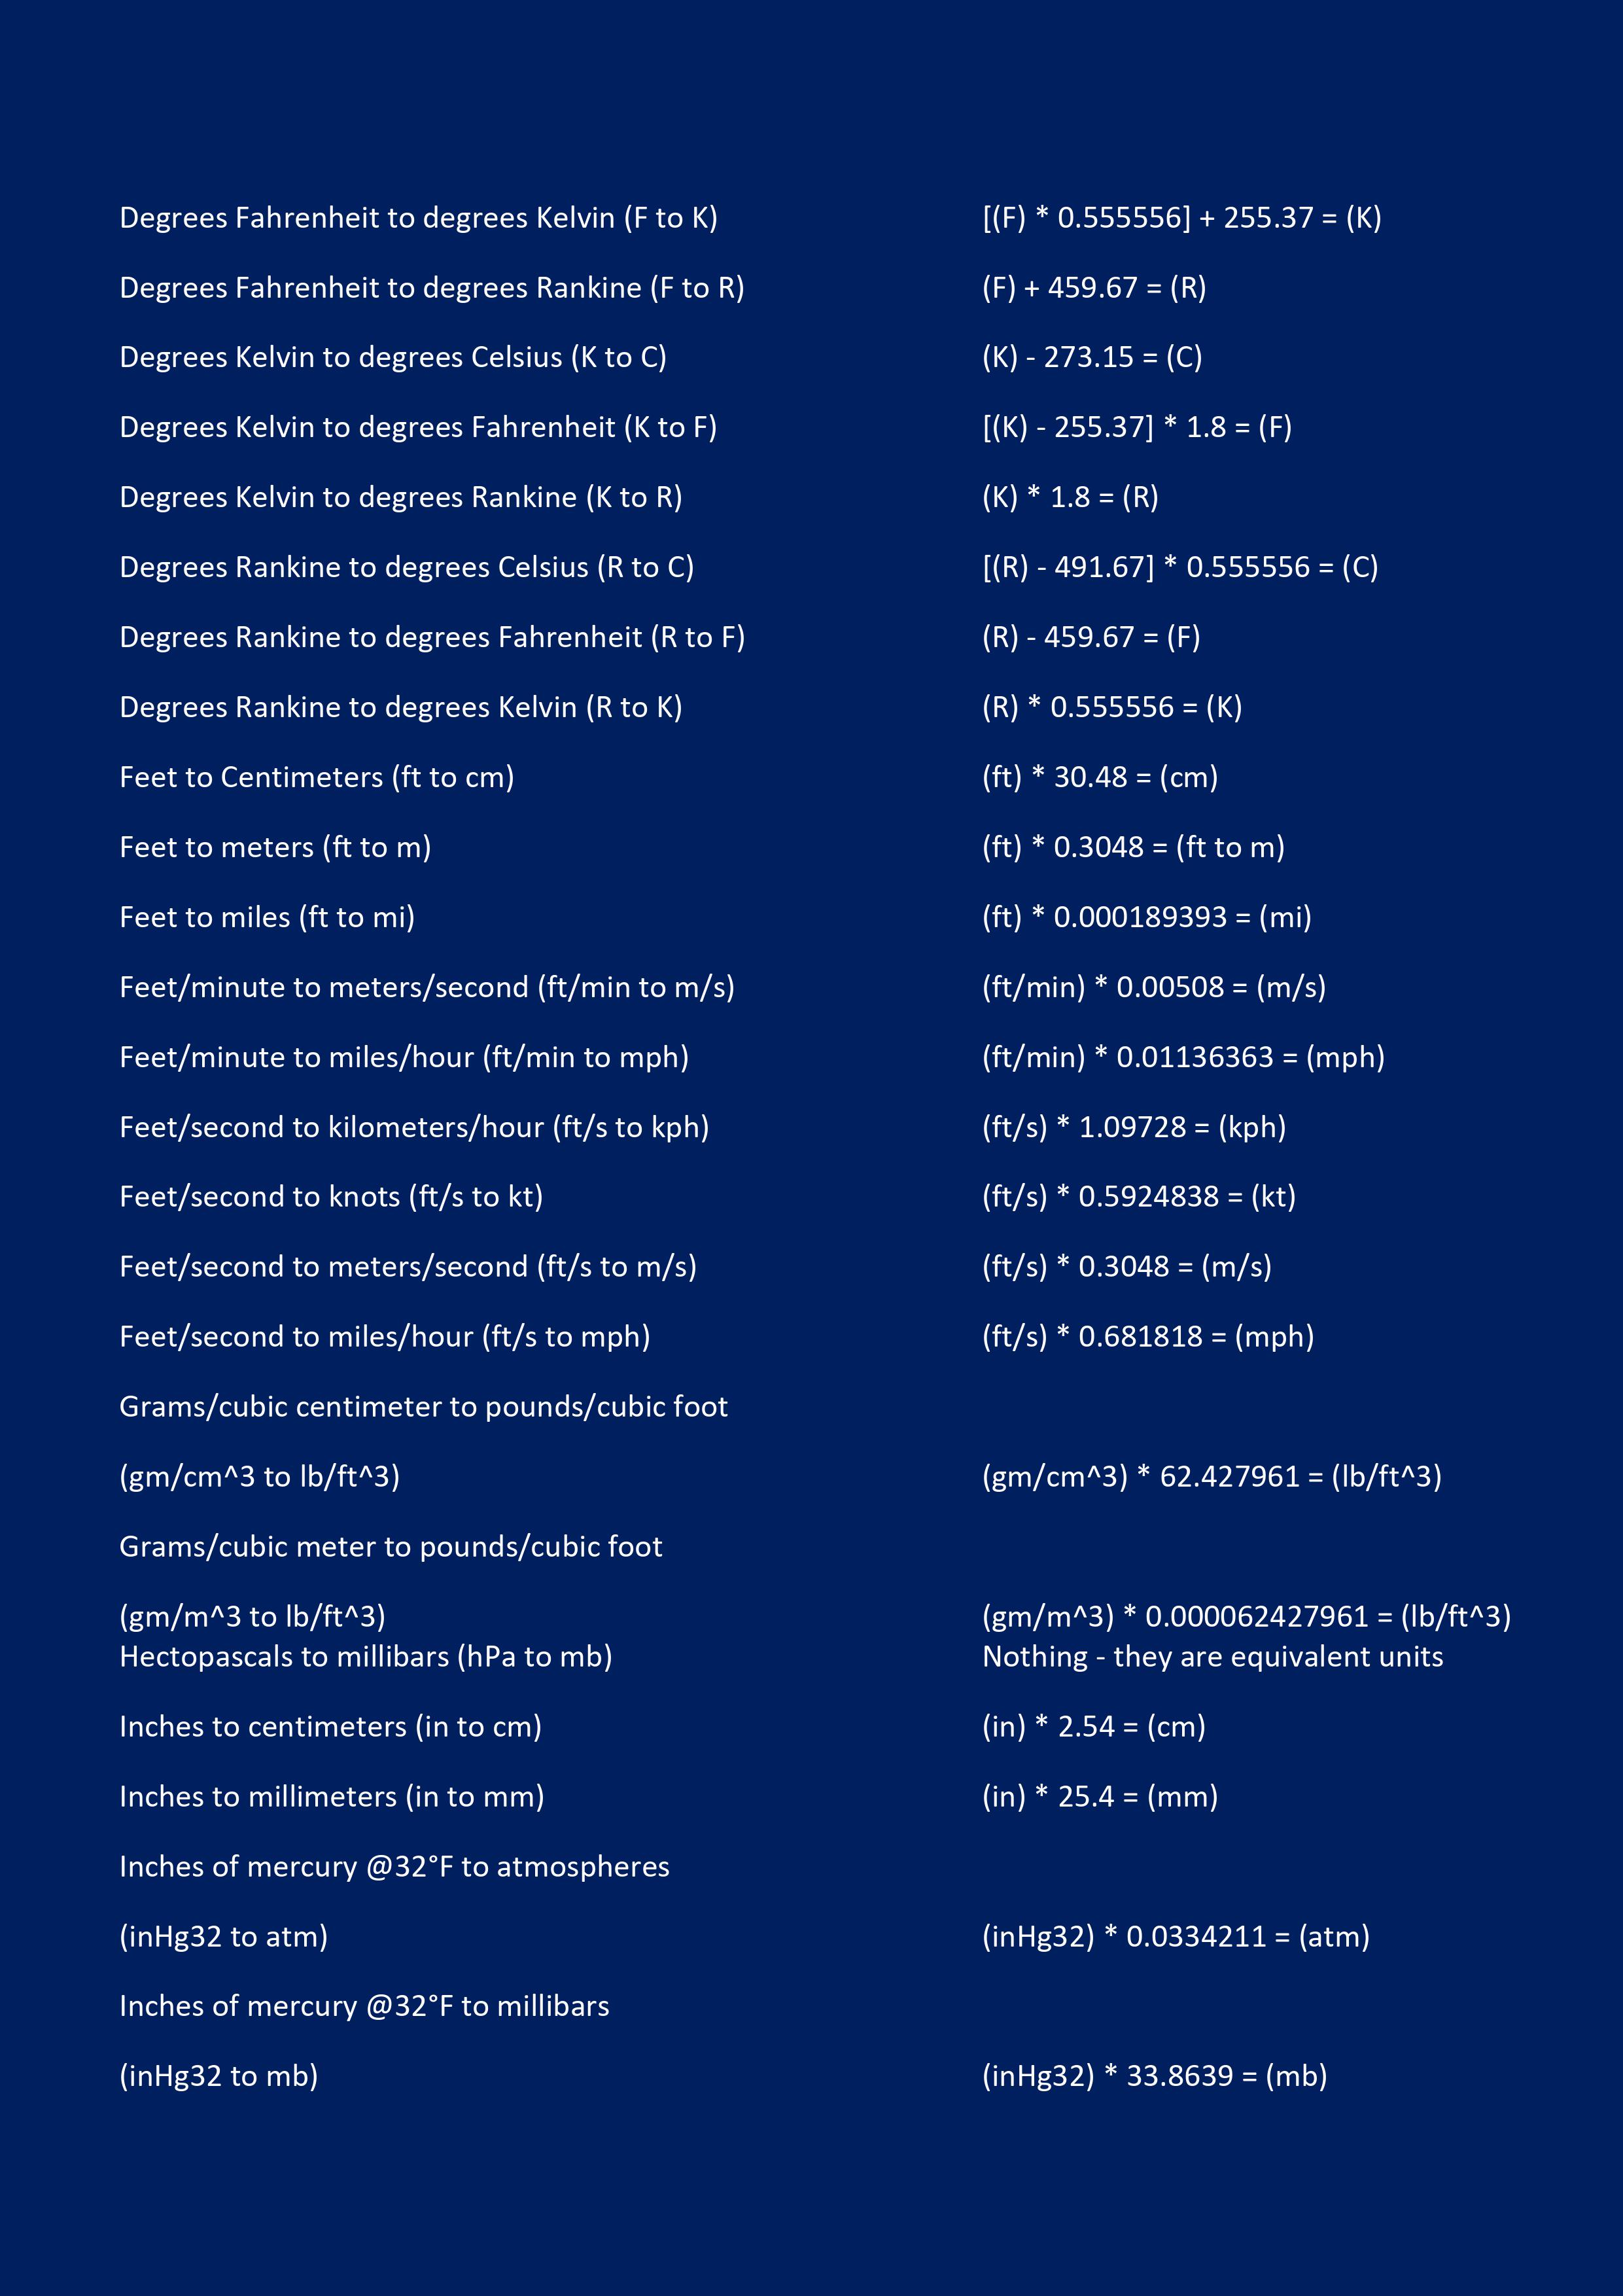 Degrees Fahrenheit to degrees Kelvin (F to K) [(F) * 0.555556] + 255.37 = (K)
Degrees Fahrenheit to degrees Rankine (F to R) (F) + 459.67 = (R)
Degrees Kelvin to degrees Celsius (K to C) (K) - 273.15 = (C)
Degrees Kelvin to degrees Fahrenheit (K to F) [(K) - 255.37] * 1.8 = (F)
Degrees Kelvin to degrees Rankine (K to R) (K) * 1.8 = (R)
Degrees Rankine to degrees Celsius (R to C) [(R) - 491.67] * 0.555556 = (C)
Degrees Rankine to degrees Fahrenheit (R to F) (R) - 459.67 = (F)
Degrees Rankine to degrees Kelvin (R to K) (R) * 0.555556 = (K)
Feet to Centimeters (ft to cm) (ft) * 30.48 = (cm)
Feet to meters (ft to m) (ft) * 0.3048 = (ft to m)
Feet to miles (ft to mi) (ft) * 0.000189393 = (mi)
Feet/minute to meters/second (ft/min to m/s) (ft/min) * 0.00508 = (m/s)
Feet/minute to miles/hour (ft/min to mph) (ft/min) * 0.01136363 = (mph)
Feet/second to kilometers/hour (ft/s to kph) (ft/s) * 1.09728 = (kph)
Feet/second to knots (ft/s to kt) (ft/s) * 0.5924838 = (kt)
Feet/second to meters/second (ft/s to m/s) (ft/s) * 0.3048 = (m/s)
Feet/second to miles/hour (ft/s to mph) (ft/s) * 0.681818 = (mph)
Grams/cubic centimeter to pounds/cubic foot
(gm/cm^3 to lb/ft^3) (gm/cm^3) * 62.427961 = (lb/ft^3)
Grams/cubic meter to pounds/cubic foot
(gm/m^3 to lb/ft^3) (gm/m^3) * 0.000062427961 = (lb/ft^3)
Hectopascals to millibars (hPa to mb) Nothing - they are equivalent units
Inches to centimeters (in to cm) (in) * 2.54 = (cm)
Inches to millimeters (in to mm) (in) * 25.4 = (mm)
Inches of mercury @32°F to atmospheres
(inHg32 to atm) (inHg32) * 0.0334211 = (atm)
Inches of mercury @32°F to millibars
(inHg32 to mb) (inHg32) * 33.8639 = (mb)